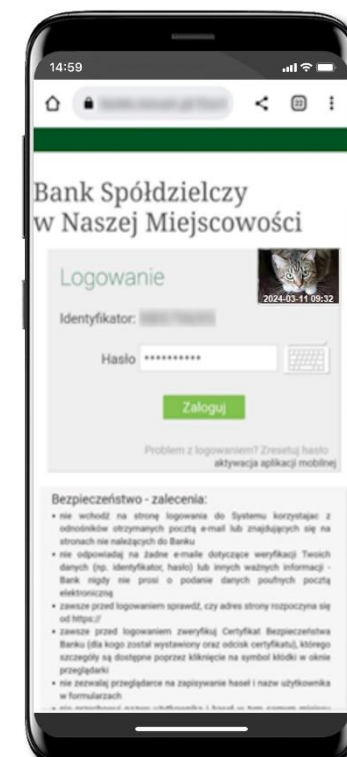 14:59
22
Bank Spółdzielczy
w Naszej Miejscowości
Logowanie
2024-03-11 09:32
Identyfikator:
Hasło
Zaloguj
Problem z logowaniem? Zresetuj hasło
aktywacja aplikacji mobilnej
Bezpieczeństwo - zalecenia:
• nie wchodź na stronę logowania do Systemu korzystając z
odnośników otrzymanych pocztą e-mail lub znajdujących się na
stronach nie należących do Banku
• nie odpowiadaj na żadne e-maile dotyczące weryfikacji Twoich
danych (np. identyfikator, hasło) lub innych ważnych informacji -
Bank nigdy nie prosi o podanie danych poufnych pocztą
elektroniczną
• zawsze przed logowaniem sprawdź, czy adres strony rozpoczyna się
od https://
• zawsze przed logowaniem zweryfikuj Certyfikat Bezpieczeństwa
Banku (dla kogo został wystawiony oraz odcisk certyfikatu), którego
szczegóły są dostępne poprzez kliknięcie na symbol kłódki w oknie
przeglądarki
• nie zezwalaj przeglądarce na zapisywanie haseł i nazw użytkownika
w formularzach